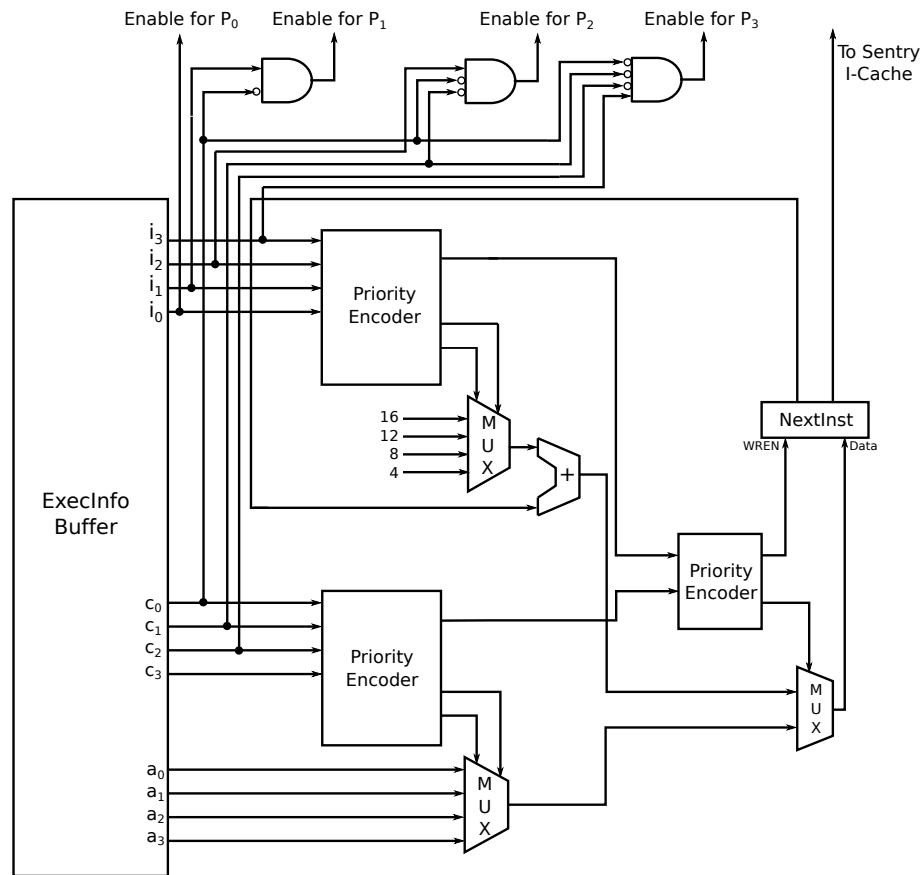 Enable for P₀
Enable for P₁
Enable for P₂
Enable for P₃
To Sentry
I-Cache
i₃
i₂
i₁
i₀
Priority
Encoder
16
12
8
4
M
U
X
+
NextInst
WREN
Data
ExecInfo
Buffer
Priority
Encoder
c₀
c₁
c₂
c₃
Priority
Encoder
M
U
X
a₀
a₁
a₂
a₃
M
U
X